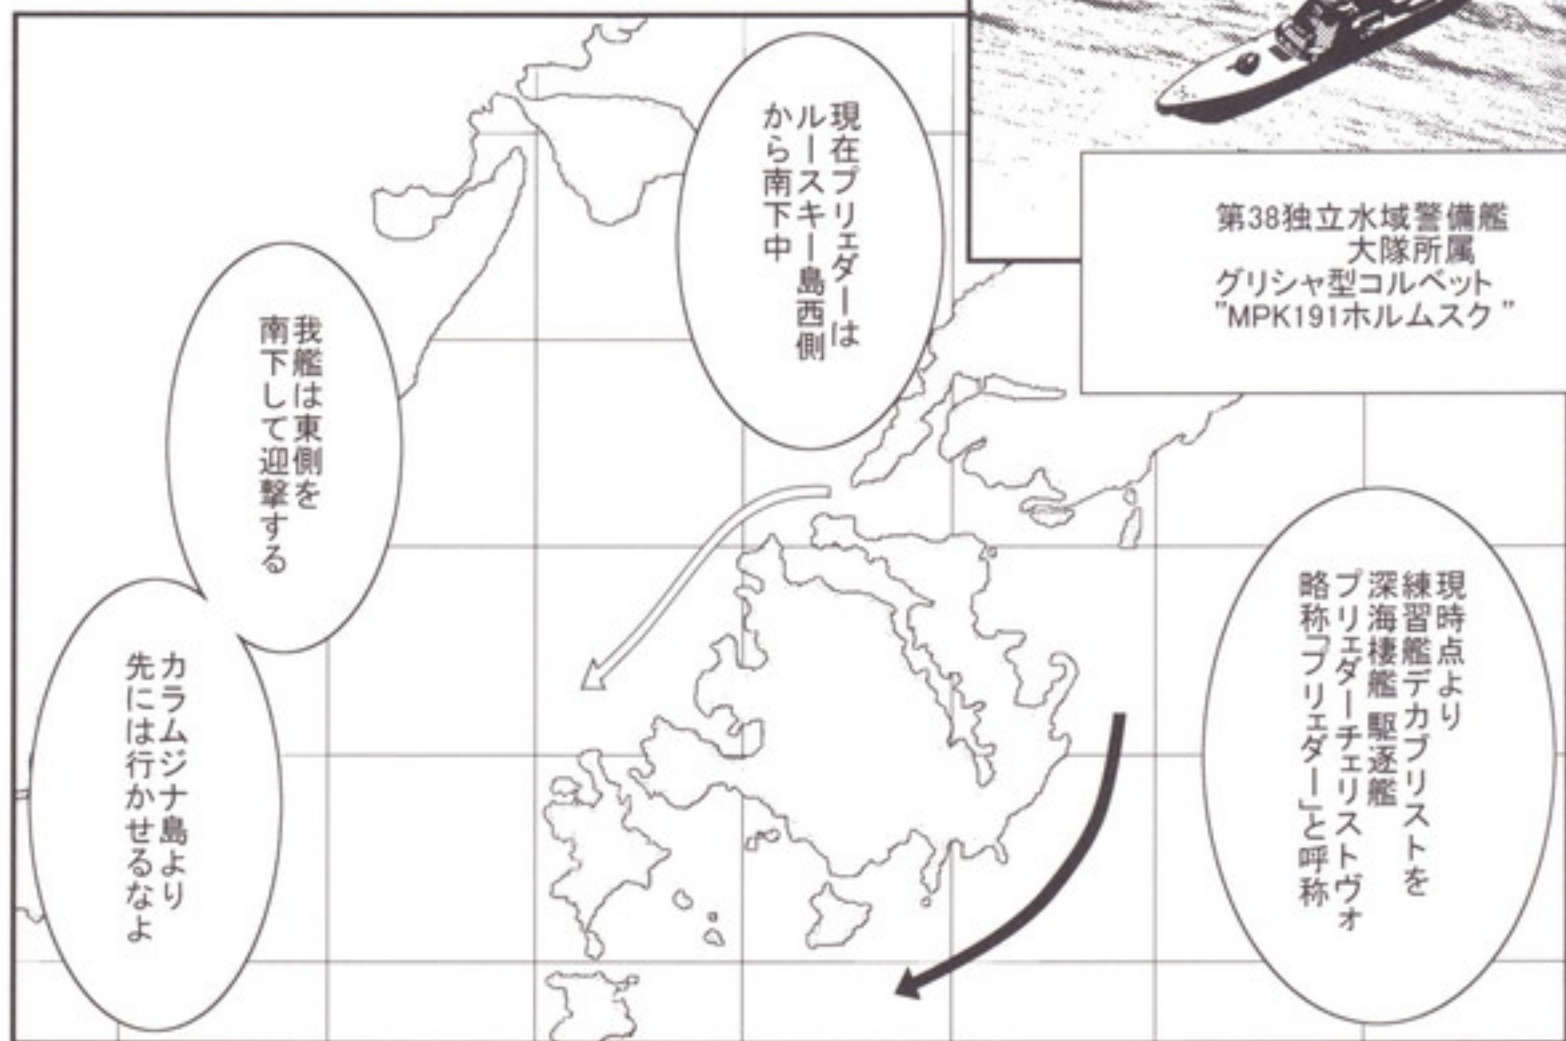 第38独立水域警備艦
大隊所属
グリシャ型コルベット
"MPK191ホルムスク"
現時点より
練習艦デカブリストを
深海棲艦 駆逐艦
プリェダーチェリストヴォ
略称「プリェダー」と呼称
現在プリェダーは
ルースキー島西側
から南下中
我艦は東側を
南下して迎撃する
カラムジナ島より
先には行かせるなよ